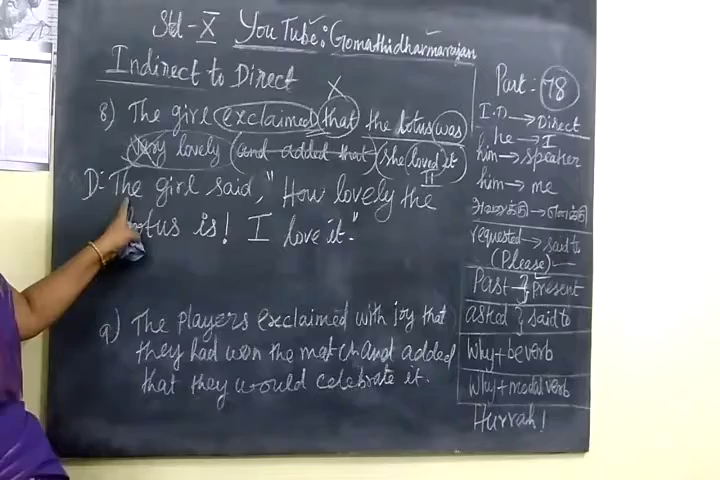 Std - X YouTube: Gomathidharmarajan
Indirect to Direct
8) The girl exclaimed that the lotus was
very lovely (and added that) she loved it
D: The girl said, "How lovely the
lotus is! I love it."
9) The players exclaimed with joy that
they had won the match and added
that they would celebrate it.
Part: 78
I.D → Direct
he → I
him → speaker
him → me
அவனுக்கு → எனக்கு
requested → said to
(Please)
Past → Present
asked } said to
Why + be verb
Why + modal verb
Hurrah!